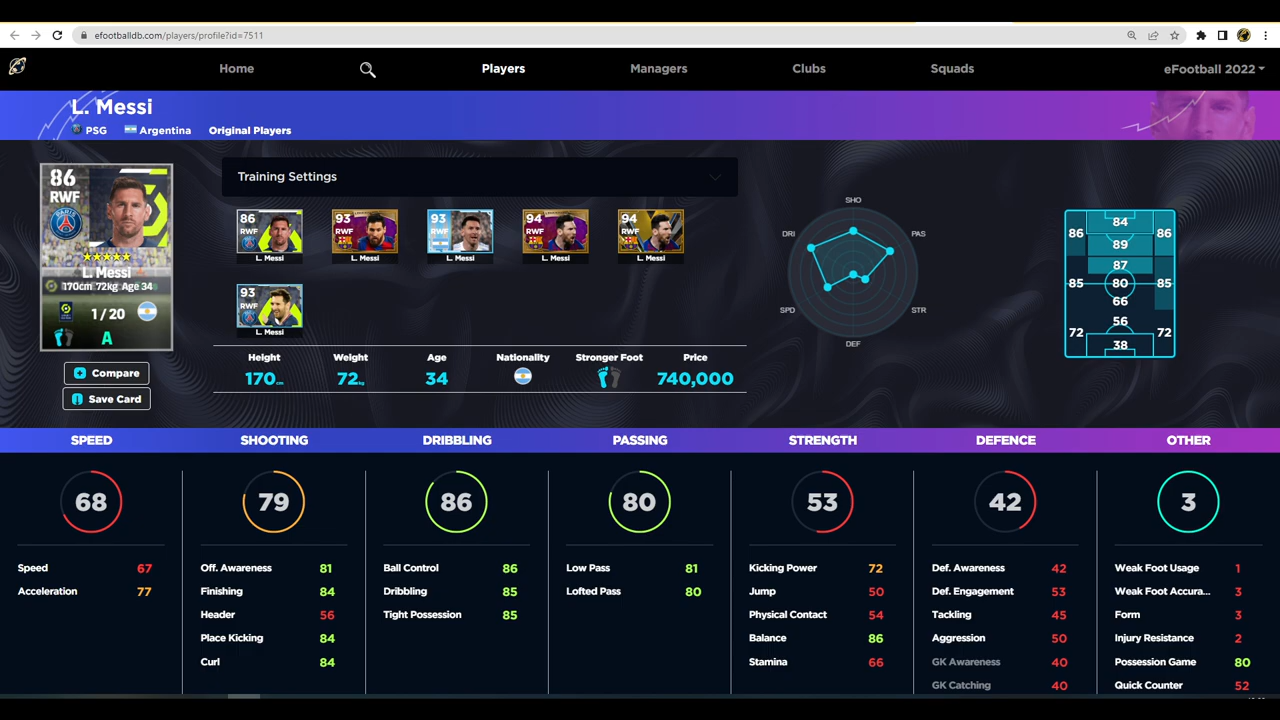 efootballdb.com/players/profile?id=7511
Home Players Managers Clubs Squads eFootball 2022
L. Messi
PSG Argentina Original Players
86
RWF
L. Messi
170cm 72kg Age 34
1 / 20
A
Compare
Save Card
Training Settings
86 RWF L. Messi
93 RWF L. Messi
93 L. Messi
94 L. Messi
94 RWF L. Messi
93 RWF L. Messi
Height Weight Age Nationality Stronger Foot Price
170cm 72kg 34 740,000
SHO
DRI PAS
SPD STR
DEF
84
86 86
89
87
85 80 85
66
56
72 72
38
SPEED SHOOTING DRIBBLING PASSING STRENGTH DEFENCE OTHER
68 79 86 80 53 42 3
Speed 67
Acceleration 77
Off. Awareness 81
Finishing 84
Header 56
Place Kicking 84
Curl 84
Ball Control 86
Dribbling 85
Tight Possession 85
Low Pass 81
Lofted Pass 80
Kicking Power 72
Jump 50
Physical Contact 54
Balance 86
Stamina 66
Def. Awareness 42
Def. Engagement 53
Tackling 45
Aggression 50
GK Awareness 40
GK Catching 40
Weak Foot Usage 1
Weak Foot Accura... 3
Form 3
Injury Resistance 2
Possession Game 80
Quick Counter 52